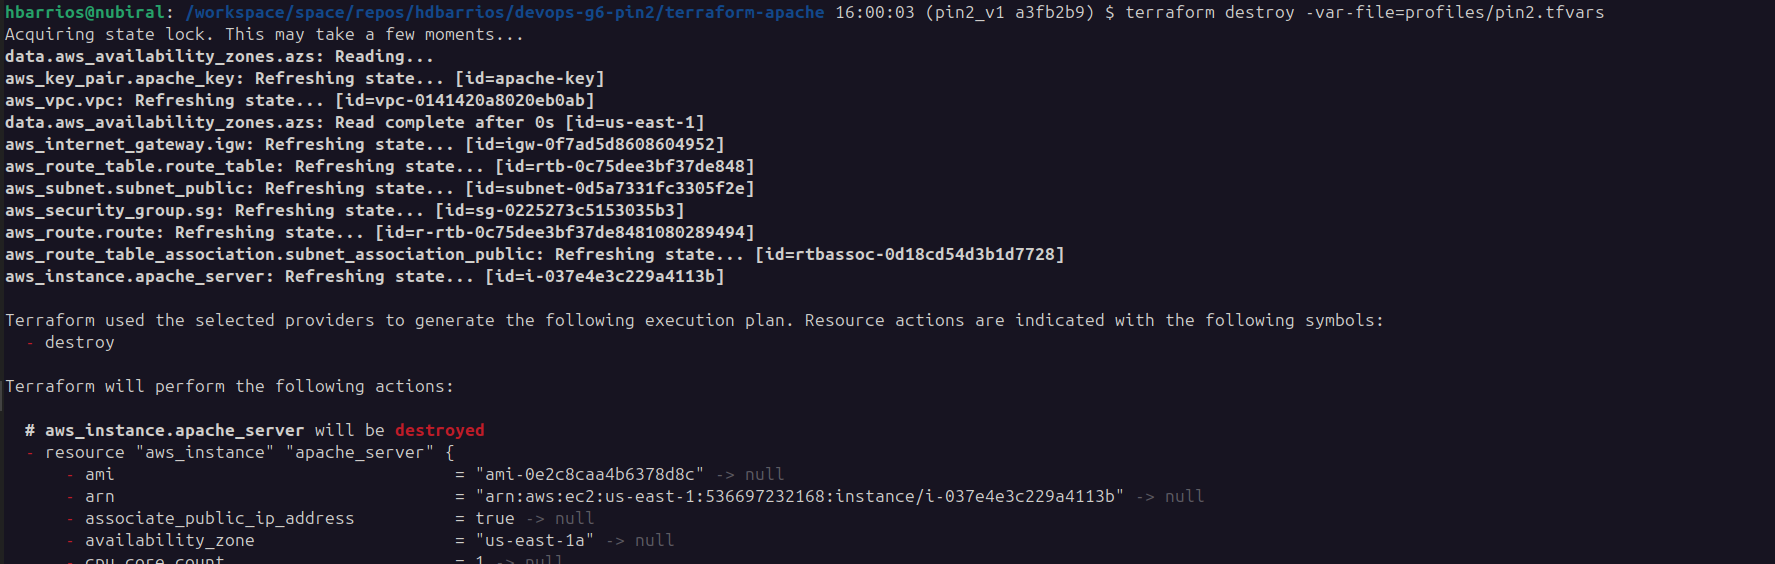 hbarrios@nubiral: /workspace/space/repos/hdbarrios/devops-g6-pin2/terraform-apache 16:00:03 (pin2_v1 a3fb2b9) $ terraform destroy -var-file=profiles/pin2.tfvars
Acquiring state lock. This may take a few moments...
data.aws_availability_zones.azs: Reading...
aws_key_pair.apache_key: Refreshing state... [id=apache-key]
aws_vpc.vpc: Refreshing state... [id=vpc-0141420a8020eb0ab]
data.aws_availability_zones.azs: Read complete after 0s [id=us-east-1]
aws_internet_gateway.igw: Refreshing state... [id=igw-0f7ad5d8608604952]
aws_route_table.route_table: Refreshing state... [id=rtb-0c75dee3bf37de848]
aws_subnet.subnet_public: Refreshing state... [id=subnet-0d5a7331fc3305f2e]
aws_security_group.sg: Refreshing state... [id=sg-0225273c5153035b3]
aws_route.route: Refreshing state... [id=r-rtb-0c75dee3bf37de8481080289494]
aws_route_table_association.subnet_association_public: Refreshing state... [id=rtbassoc-0d18cd54d3b1d7728]
aws_instance.apache_server: Refreshing state... [id=i-037e4e3c229a4113b]
Terraform used the selected providers to generate the following execution plan. Resource actions are indicated with the following symbols:
- destroy
Terraform will perform the following actions:
# aws_instance.apache_server will be destroyed
- resource "aws_instance" "apache_server" {
- ami = "ami-0e2c8caa4b6378d8c" -> null
- arn = "arn:aws:ec2:us-east-1:536697232168:instance/i-037e4e3c229a4113b" -> null
- associate_public_ip_address = true -> null
- availability_zone = "us-east-1a" -> null
- cpu_core_count = 1 -> null